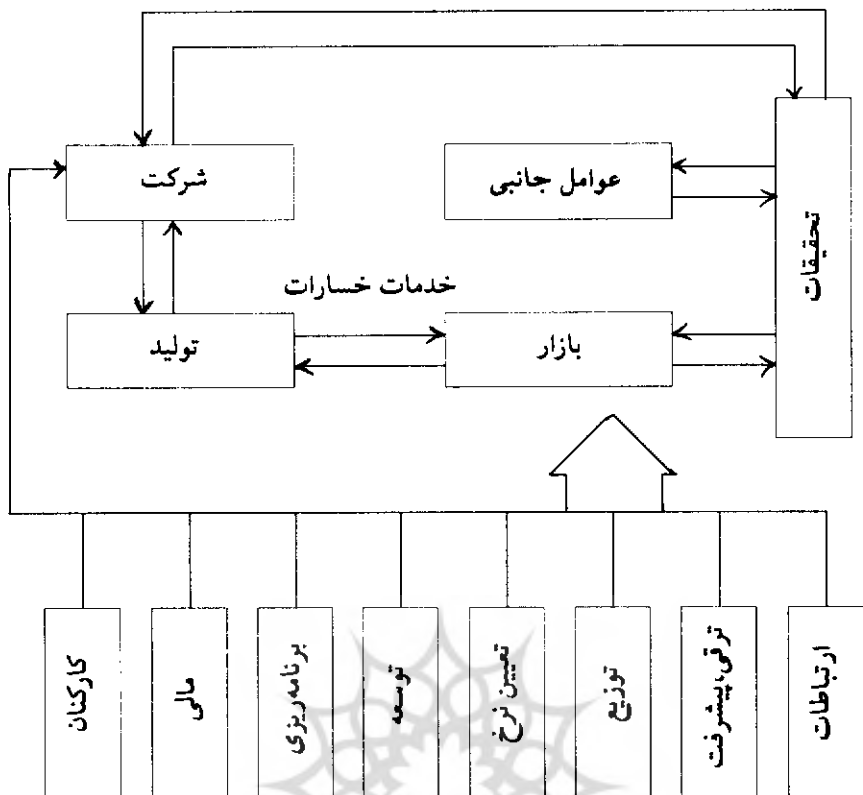 شرکت
عوامل جانبی
تحقیقات
خدمات خسارات
تولید
بازار
ارتباطات
ترقی، پیشرفت
توزیع
تعیین نرخ
توسعه
برنامه‌ریزی
مالی
کارکنان